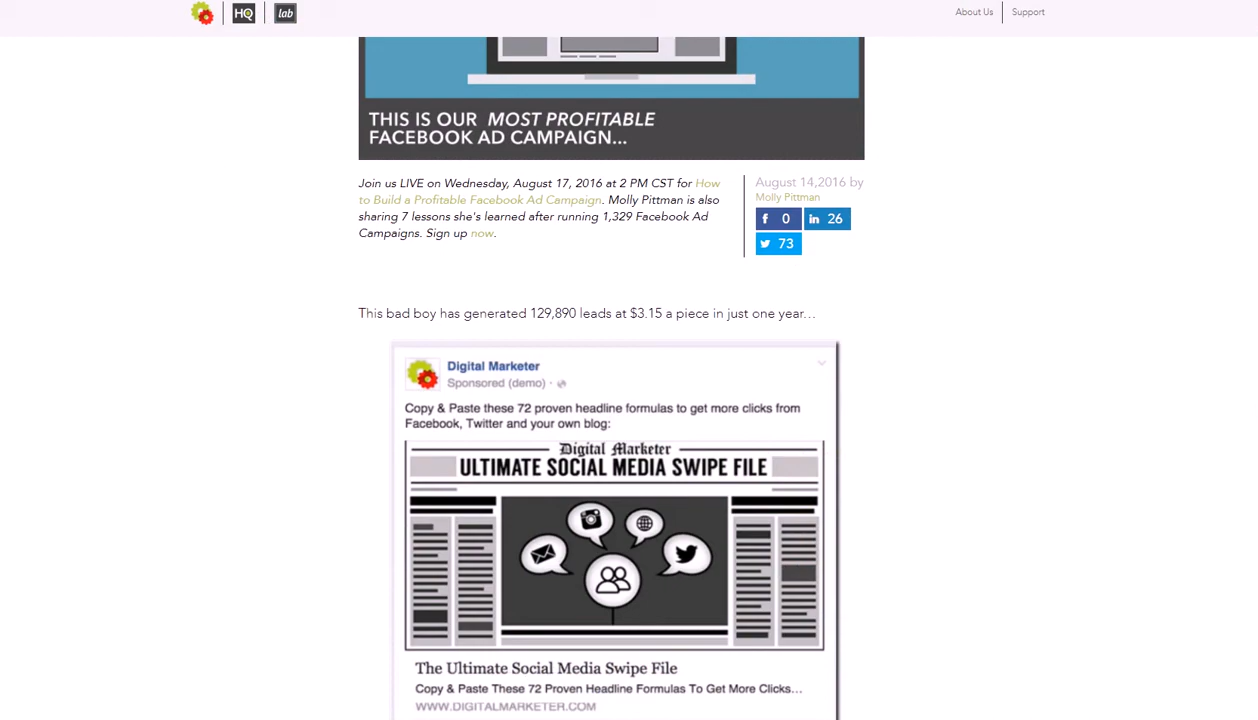 HQ
lab
About Us
Support
THIS IS OUR MOST PROFITABLE
FACEBOOK AD CAMPAIGN...
Join us LIVE on Wednesday, August 17, 2016 at 2 PM CST for How
to Build a Profitable Facebook Ad Campaign. Molly Pittman is also
sharing 7 lessons she's learned after running 1,329 Facebook Ad
Campaigns. Sign up now.
August 14,2016 by
Molly Pittman
f 0
in 26
73
This bad boy has generated 129,890 leads at $3.15 a piece in just one year…
Digital Marketer
Sponsored (demo) ·
Copy & Paste these 72 proven headline formulas to get more clicks from
Facebook, Twitter and your own blog:
Digital Marketer
ULTIMATE SOCIAL MEDIA SWIPE FILE
The Ultimate Social Media Swipe File
Copy & Paste These 72 Proven Headline Formulas To Get More Clicks...
WWW.DIGITALMARKETER.COM